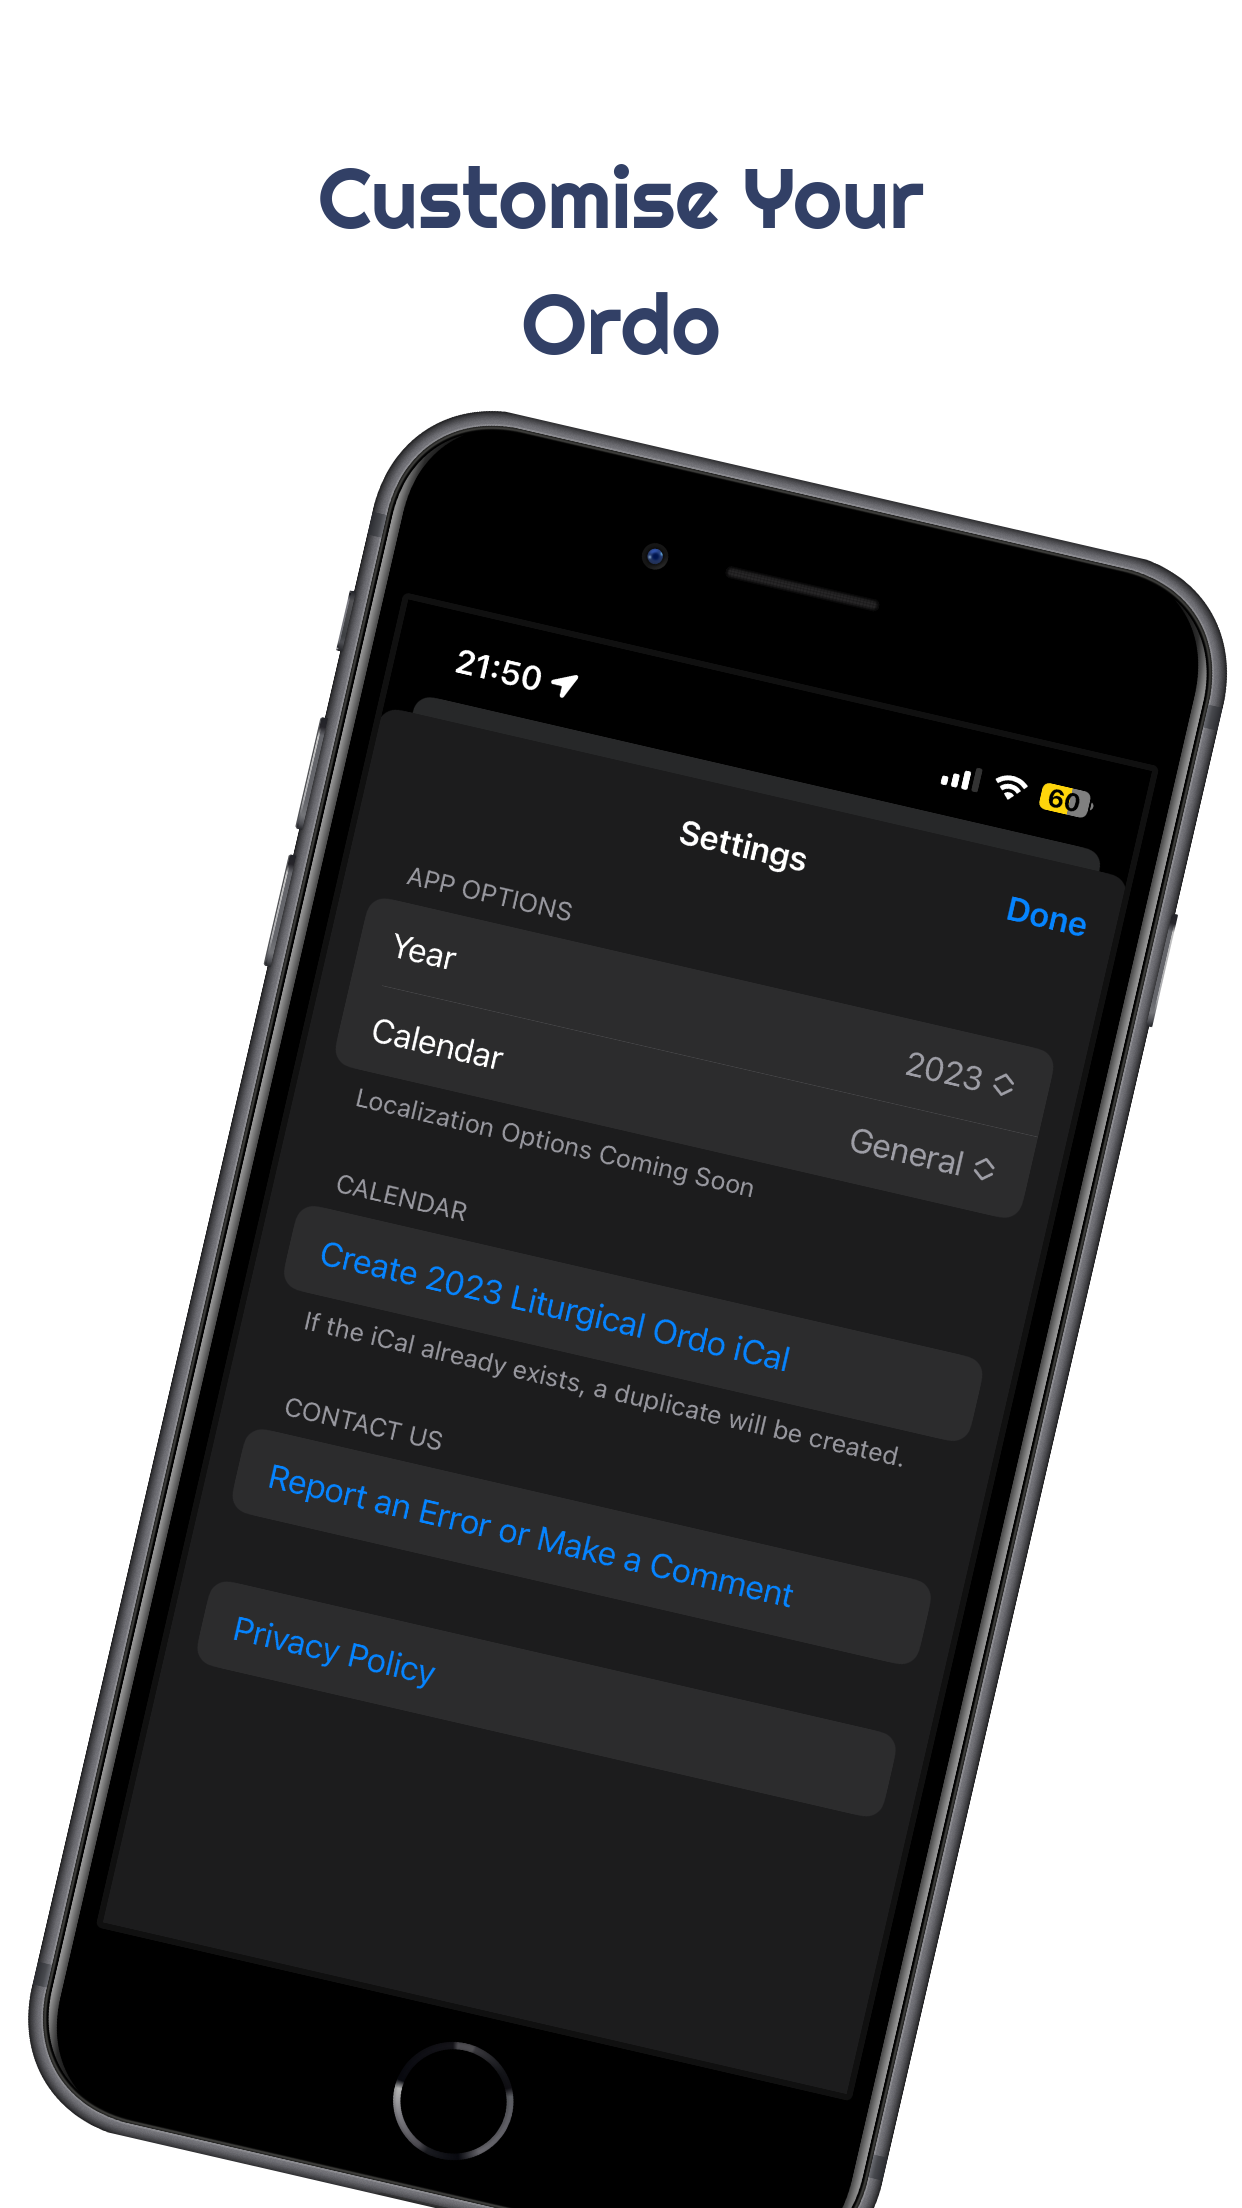 Customise Your
Ordo
21:50
60
Settings
Done
APP OPTIONS
Year
2023
Calendar
General
Localization Options Coming Soon
CALENDAR
Create 2023 Liturgical Ordo iCal
If the iCal already exists, a duplicate will be created.
CONTACT US
Report an Error or Make a Comment
Privacy Policy